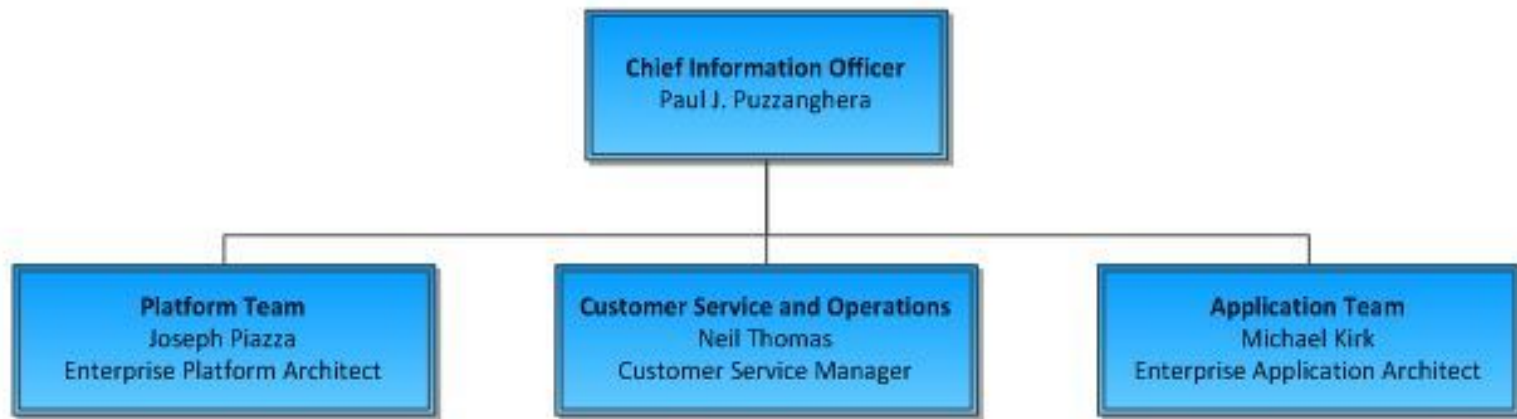 Chief Information Officer
Paul J. Puzzanghera
Platform Team
Joseph Piazza
Enterprise Platform Architect
Customer Service and Operations
Neil Thomas
Customer Service Manager
Application Team
Michael Kirk
Enterprise Application Architect